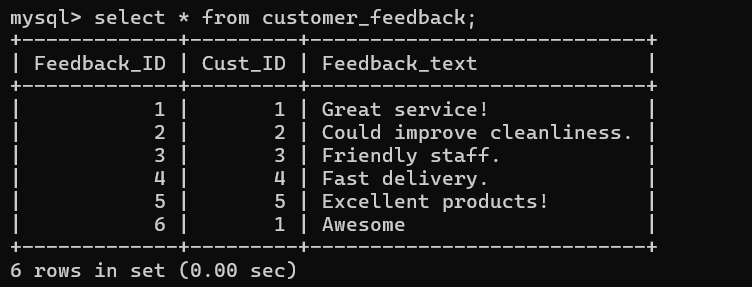 mysql> select * from customer_feedback;
+-------------+---------+----------------------------+
| Feedback_ID | Cust_ID | Feedback_text              |
+-------------+---------+----------------------------+
|           1 |       1 | Great service!             |
|           2 |       2 | Could improve cleanliness. |
|           3 |       3 | Friendly staff.            |
|           4 |       4 | Fast delivery.             |
|           5 |       5 | Excellent products!        |
|           6 |       1 | Awesome                    |
+-------------+---------+----------------------------+
6 rows in set (0.00 sec)